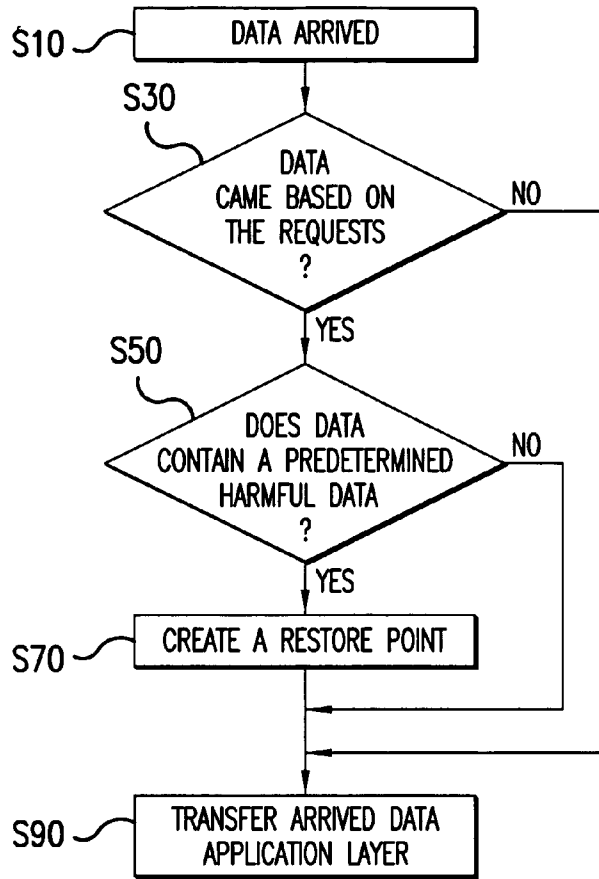 S10
DATA ARRIVED
S30
DATA
CAME BASED ON
THE REQUESTS
?
NO
YES
S50
DOES DATA
CONTAIN A PREDETERMINED
HARMFUL DATA
?
NO
YES
S70
CREATE A RESTORE POINT
S90
TRANSFER ARRIVED DATA
APPLICATION LAYER